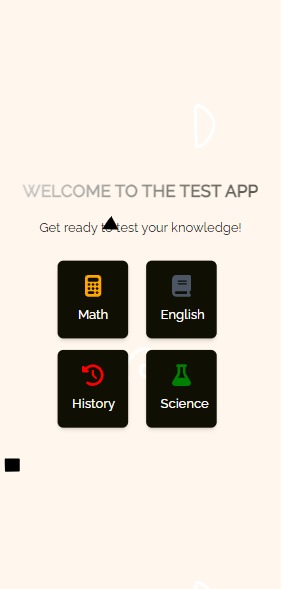 WELCOME TO THE TEST APP
Get ready to test your knowledge!
Math
English
History
Science